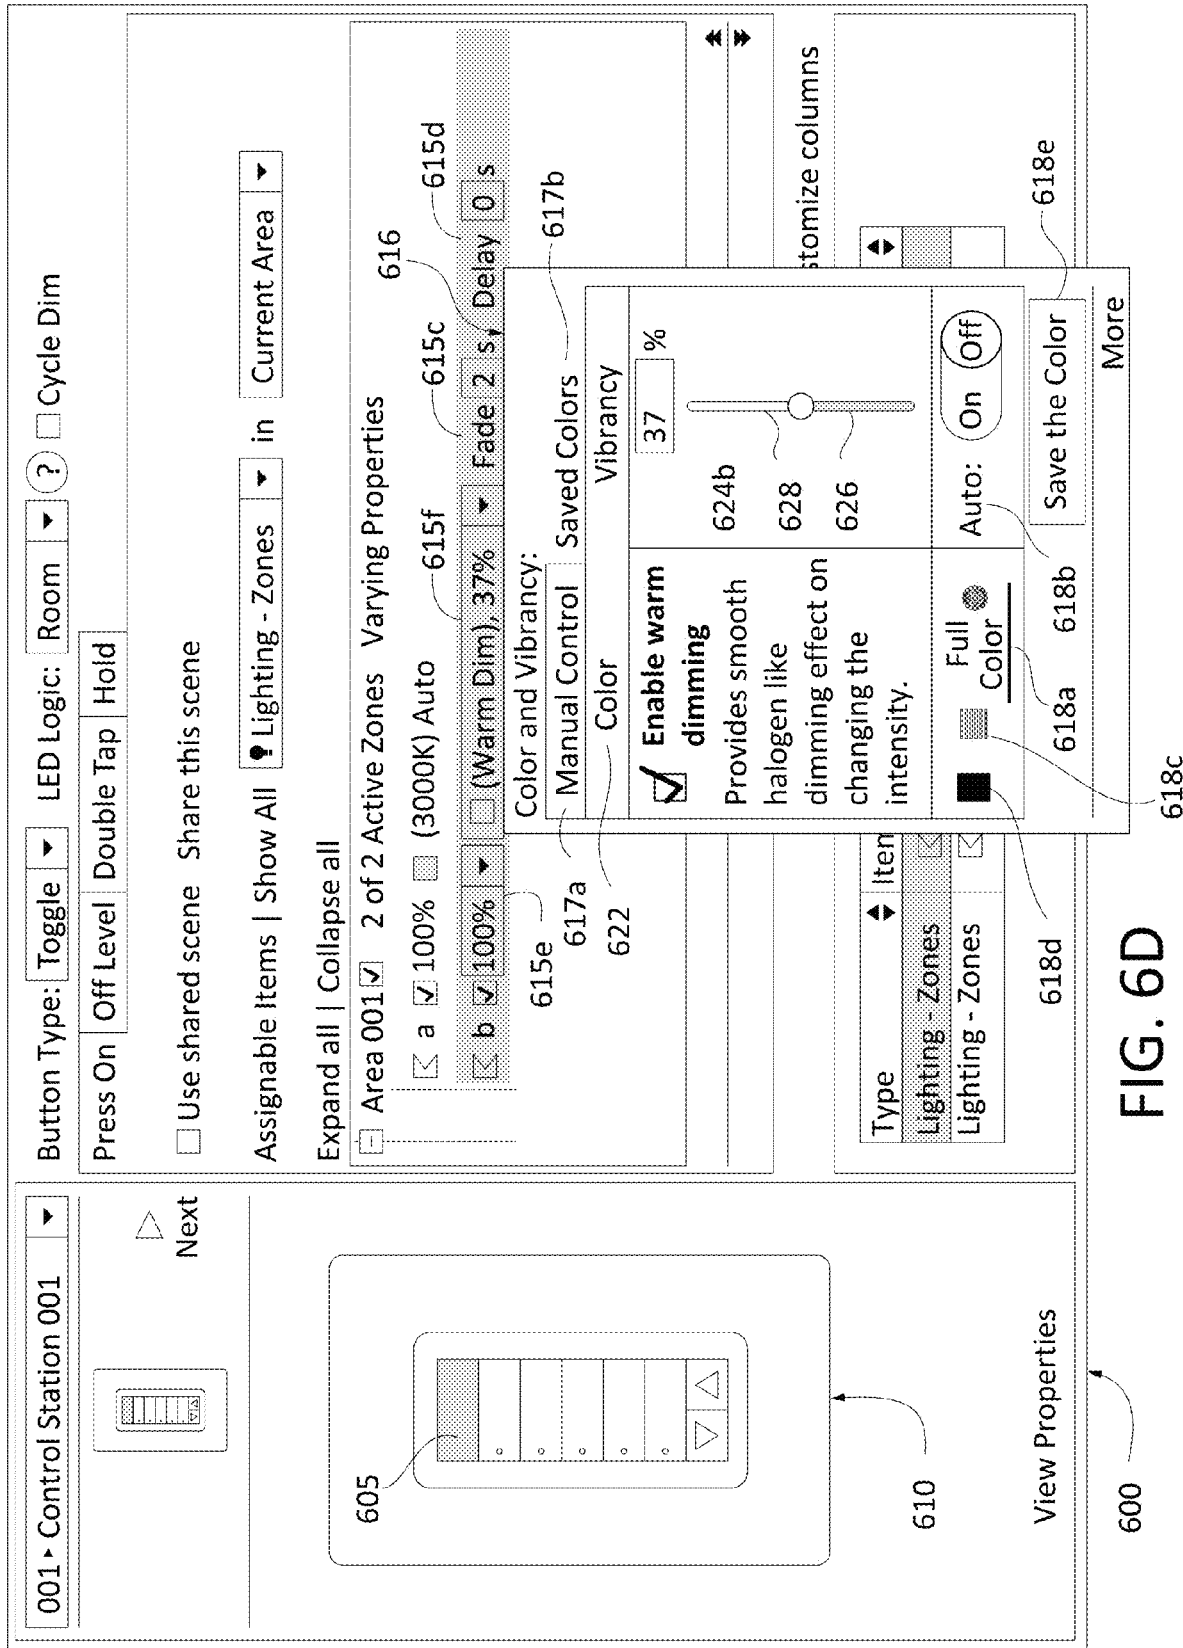 001 ▸ Control Station 001
Next
605
610
View Properties
600
Button Type: Toggle LED Logic: Room ? Cycle Dim
Press On Off Level Double Tap Hold
Use shared scene Share this scene
Assignable Items | Show All Lighting - Zones in Current Area
Expand all | Collapse all
Area 001 2 of 2 Active Zones Varying Properties
a 100% (3000K) Auto
b 100% (Warm Dim), 37% Fade 2 s Delay 0 s
615e
615f
615c
616
615d
617a
622
617b
Color and Vibrancy:
Manual Control Saved Colors
Color Vibrancy
Enable warm
dimming
Provides smooth
halogen like
dimming effect on
changing the
intensity.
37 %
624b
628
626
Full
Color
Auto: On Off
Save the Color
More
618d
618c
618a
618b
618e
stomize columns
Type Item
Lighting - Zones
Lighting - Zones
FIG. 6D